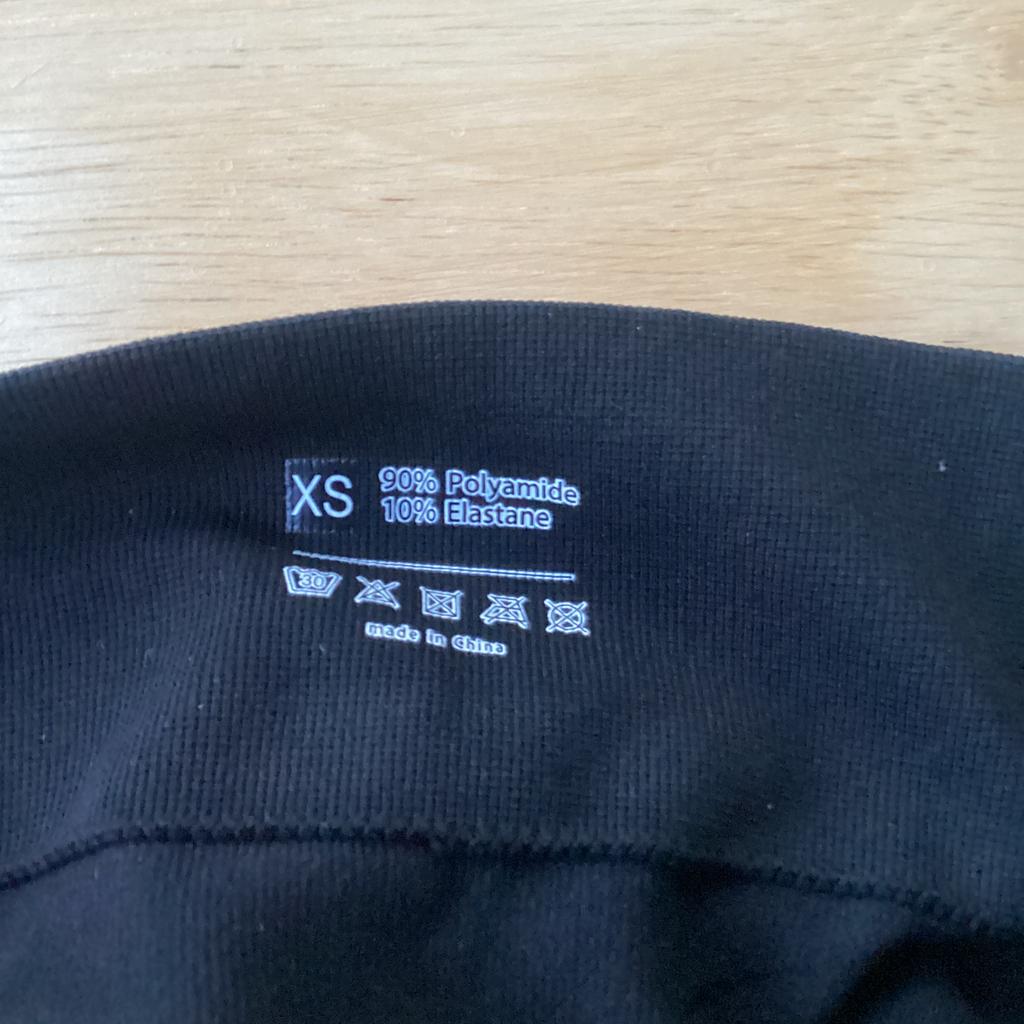 XS
90% Polyamide
10% Elastane
30
made in China